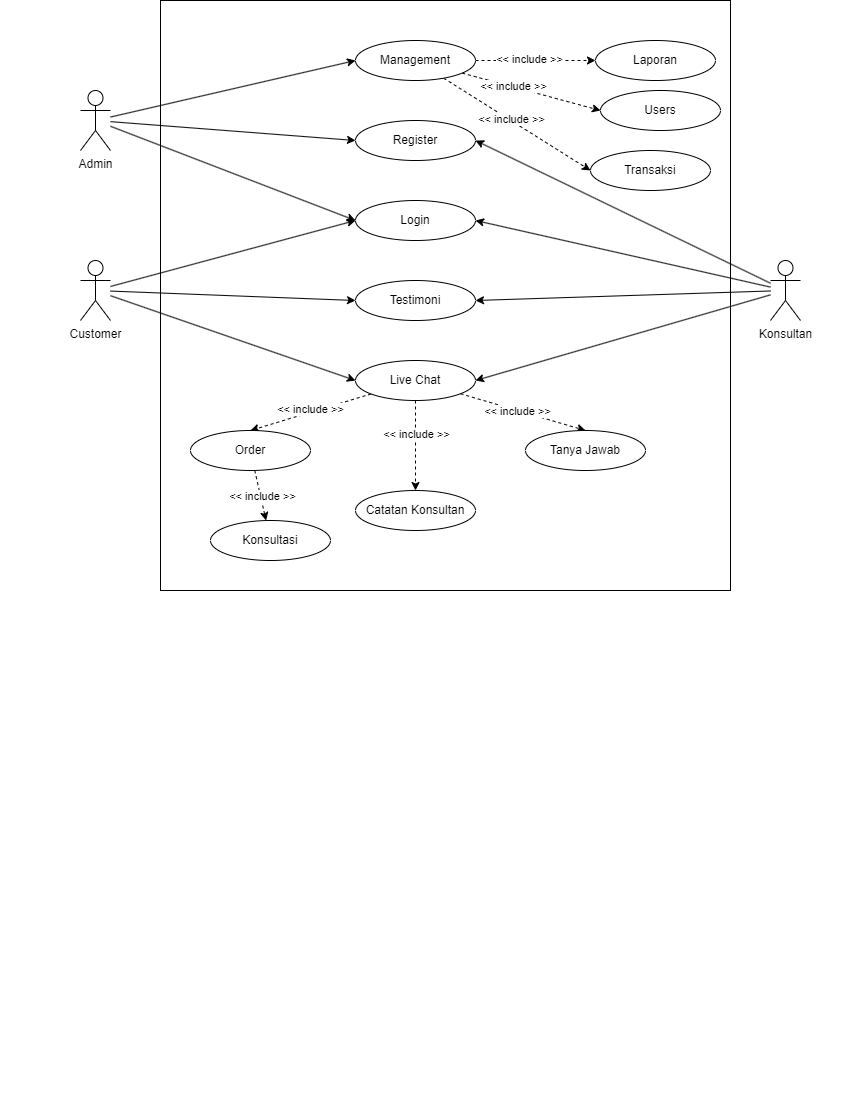 Management
<< include >>
Laporan
<< include >>
Users
<< include >>
Register
Transaksi
Admin
Login
Testimoni
Customer
Konsultan
Live Chat
<< include >>
<< include >>
<< include >>
Order
Tanya Jawab
<< include >>
Catatan Konsultan
Konsultasi